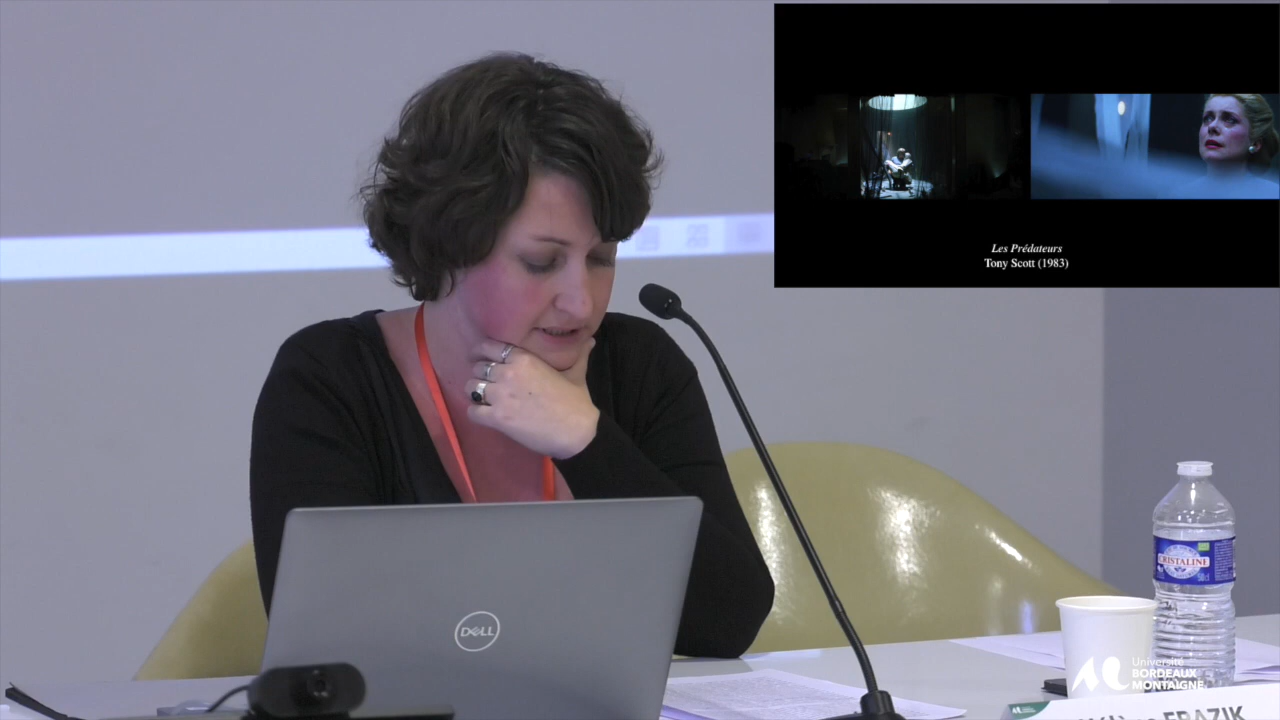 Les Prédateurs
Tony Scott (1983)
DELL
CRISTALINE
Université
BORDEAUX
MONTAIGNE
FRAZIK